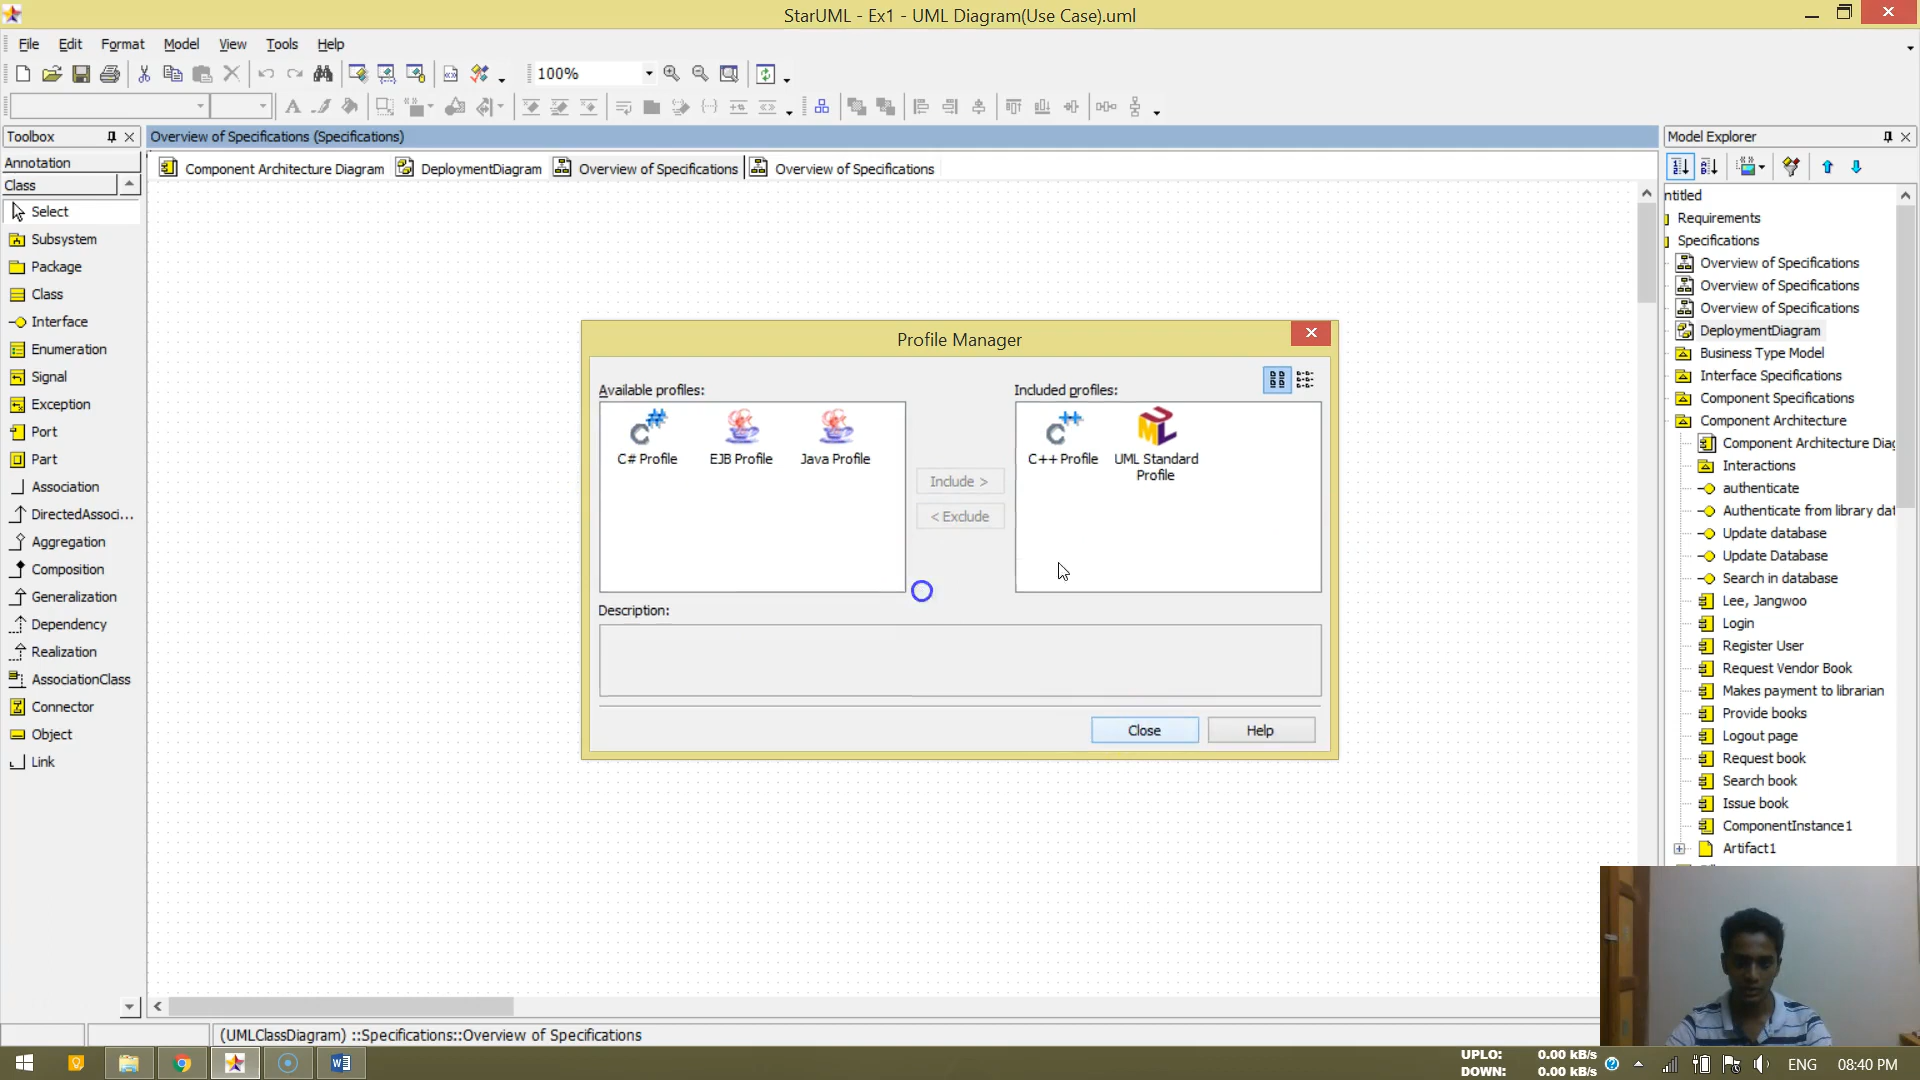 StarUML - Ex1 - UML Diagram(Use Case).uml
File Edit Format Model View Tools Help
100%
Toolbox
Annotation
Class
Select
Subsystem
Package
Class
Interface
Enumeration
Signal
Exception
Port
Part
Association
DirectedAssoci...
Aggregation
Composition
Generalization
Dependency
Realization
AssociationClass
Connector
Object
Link
Overview of Specifications (Specifications)
Component Architecture Diagram DeploymentDiagram Overview of Specifications Overview of Specifications
Profile Manager
Available profiles:
C# Profile EJB Profile Java Profile
Include >
< Exclude
Included profiles:
C++ Profile UML Standard
Profile
Description:
Close Help
Model Explorer
ntitled
Requirements
Specifications
Overview of Specifications
Overview of Specifications
Overview of Specifications
DeploymentDiagram
Business Type Model
Interface Specifications
Component Specifications
Component Architecture
Component Architecture Diag
Interactions
authenticate
Authenticate from library dat
Update database
Update Database
Search in database
Lee, Jangwoo
Login
Register User
Request Vendor Book
Makes payment to librarian
Provide books
Logout page
Request book
Search book
Issue book
ComponentInstance1
Artifact1
(UMLClassDiagram) ::Specifications::Overview of Specifications
UPLO: 0.00 kB/s
DOWN: 0.00 kB/s
ENG 08:40 PM